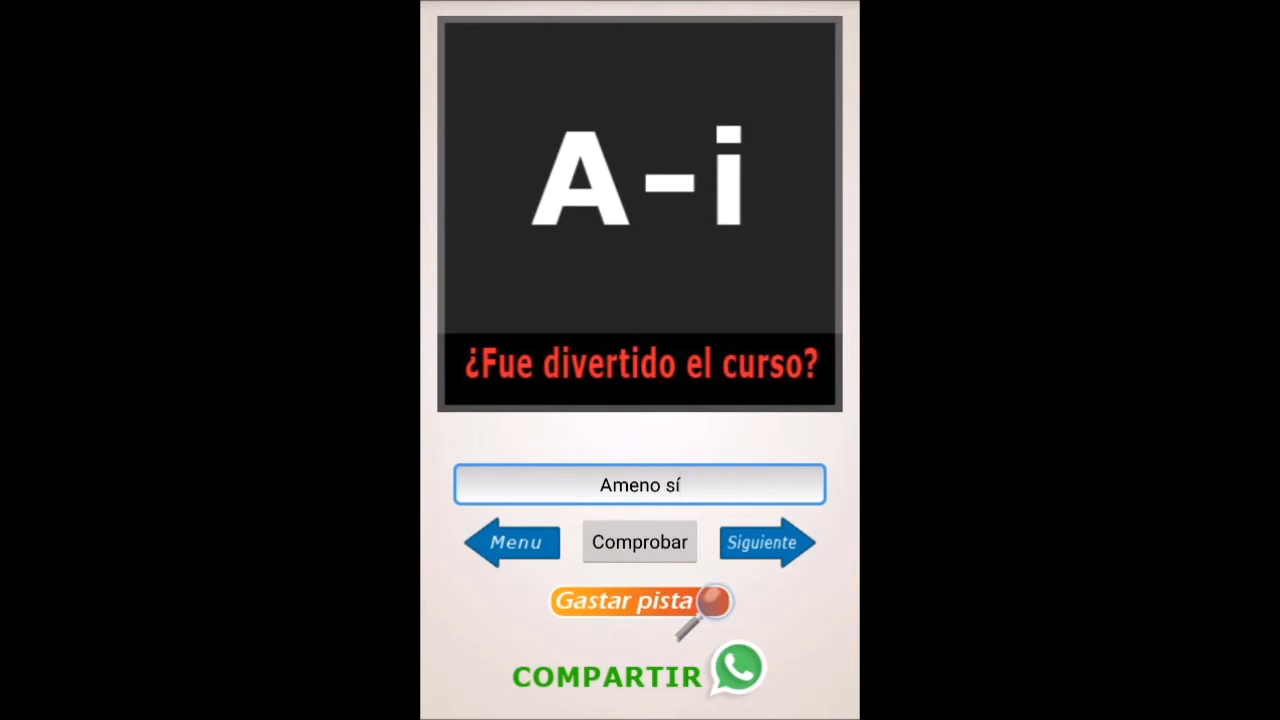 A-i
¿Fue divertido el curso?
Ameno sí
Menu
Comprobar
Siguiente
Gastar pista
COMPARTIR